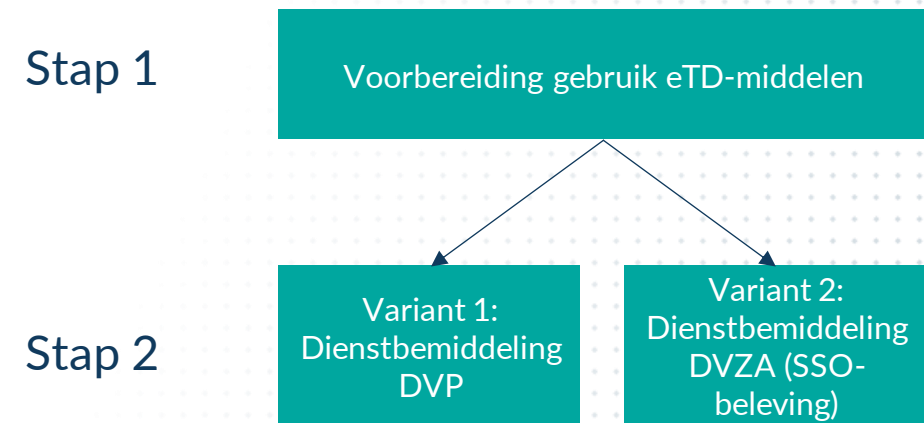 Stap 1
Voorbereiding gebruik eTD-middelen
Stap 2
Variant 1:
Dienstbemiddeling
DVP
Variant 2:
Dienstbemiddeling
DVZA (SSO-
beleving)